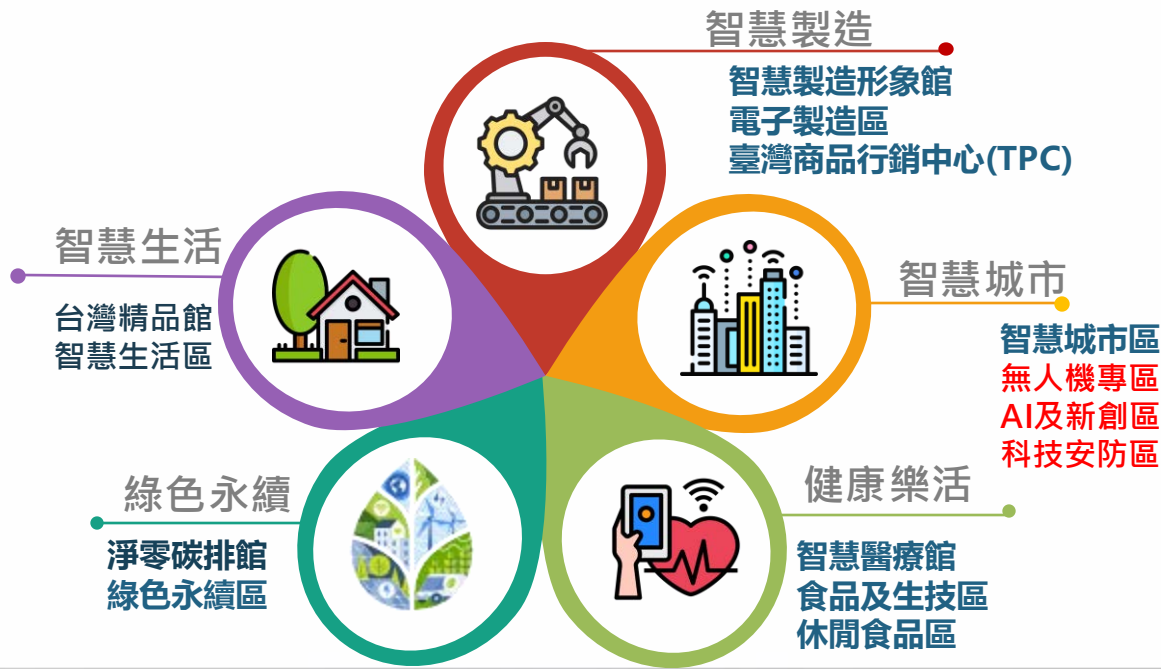 智慧製造
智慧製造形象館
電子製造區
臺灣商品行銷中心(TPC)
智慧生活
台灣精品館
智慧生活區
智慧城市
智慧城市區
無人機專區
AI及新創區
科技安防區
綠色永續
淨零碳排館
綠色永續區
健康樂活
智慧醫療館
食品及生技區
休閒食品區